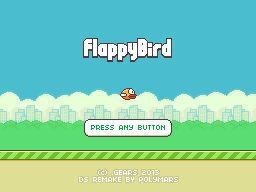 FlappyBird
PRESS ANY BUTTON
(c) .GEARS 2013
DS REMAKE BY POLYMARS